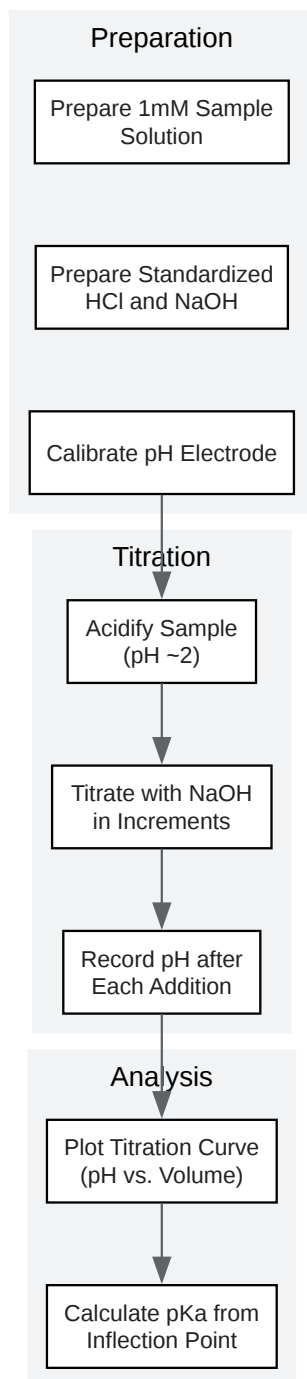 Preparation
Prepare 1mM Sample
Solution
Prepare Standardized
HCl and NaOH
Calibrate pH Electrode
Titration
Acidify Sample
(pH ~2)
Titrate with NaOH
in Increments
Record pH after
Each Addition
Analysis
Plot Titration Curve
(pH vs. Volume)
Calculate pKa from
Inflection Point